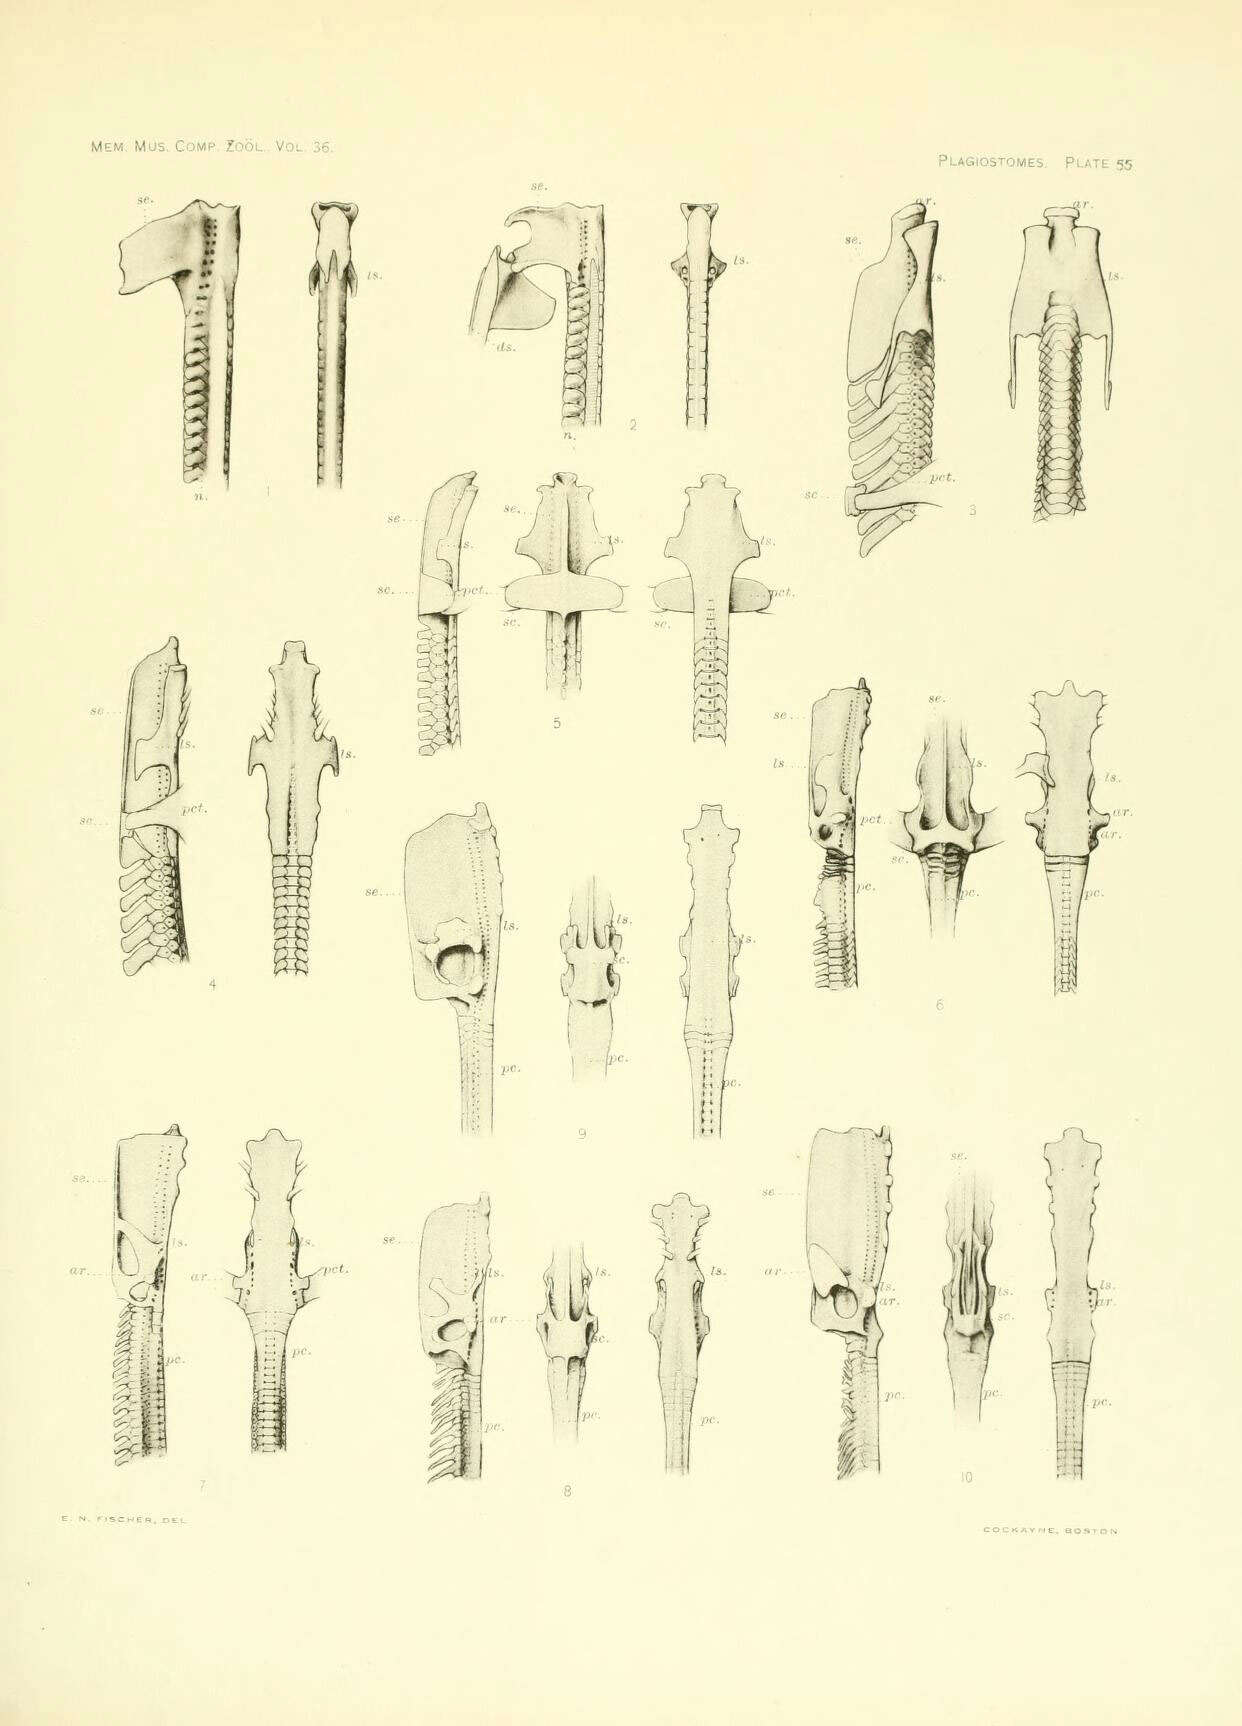 MEM. MUS. COMP. ZOÖL., VOL. 36.
PLAGIOSTOMES. PLATE 55
se.
ls.
n.
1
se.
ls.
ds.
n.
2
ar.
se.
ls.
sc
pct.
3
ar.
ls.
se
ls.
sc.
pct.
se.
ls.
sc.
ls.
pct.
sc.
5
se
ls.
pct.
sc.
ls.
4
se
ls
pct.
pc.
se.
ls.
sc.
pc.
ls.
ar.
ar.
pc.
6
se
ls.
pc.
ls.
c.
pc.
ls.
pc.
9
se.
ls.
ar.
pc.
ls.
ar.
pct.
pc.
7
se.
ls.
ar
pc.
ls.
sc.
pc.
ls.
pc.
8
se
ar.
ls.
ar.
pc.
se.
ls.
sc.
pc.
ls.
ar.
pc.
10
E. N. FISCHER, DEL
COCKAYNE, BOSTON